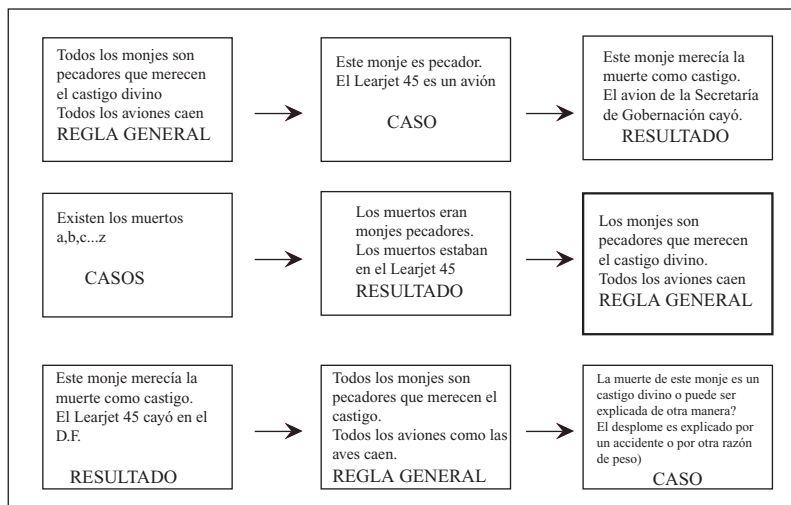 Todos los monjes son
pecadores que merecen
el castigo divino
Todos los aviones caen
REGLA GENERAL
Este monje es pecador.
El Learjet 45 es un avión
CASO
Este monje merecía la
muerte como castigo.
El avion de la Secretaría
de Gobernación cayó.
RESULTADO
Existen los muertos
a,b,c...z
CASOS
Los muertos eran
monjes pecadores.
Los muertos estaban
en el Learjet 45
RESULTADO
Los monjes son
pecadores que merecen
el castigo divino.
Todos los aviones caen
REGLA GENERAL
Este monje merecía la
muerte como castigo.
El Learjet 45 cayó en el
D.F.
RESULTADO
Todos los monjes son
pecadores que merecen el
castigo.
Todos los aviones como las
aves caen.
REGLA GENERAL
La muerte de este monje es un
castigo divino o puede ser
explicada de otra manera?
El desplome es explicado por
un accidente o por otra razón
de peso)
CASO